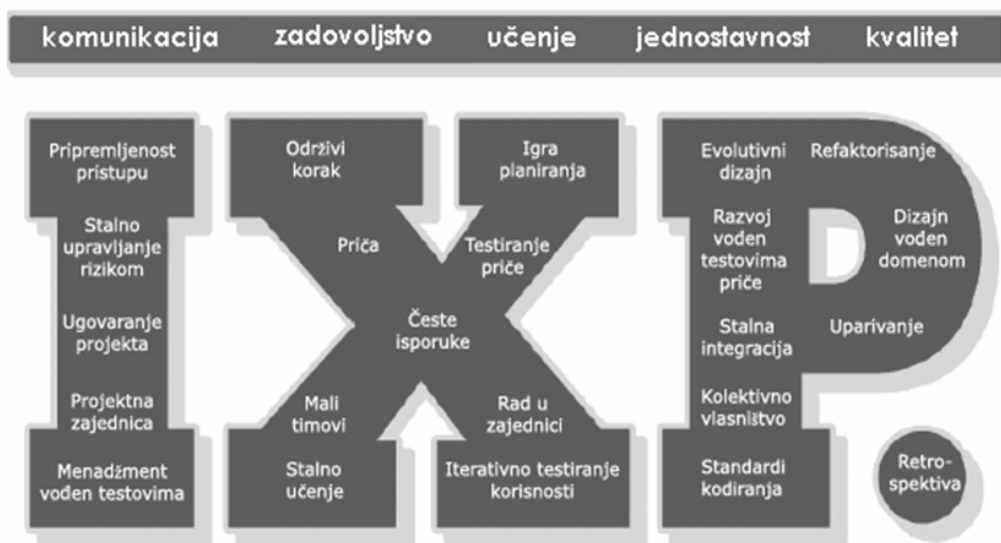 komunikacija zadovoljstvo učenje jednostavnost kvalitet
Pripremljenost
pristupu
Stalno
upravljanje
rizikom
Ugovaranje
projekta
Projektna
zajednica
Menadžment
vođen testovima
Održivi
korak
Igra
planiranja
Priča
Testiranje
priče
Česte
isporuke
Mali
timovi
Rad u
zajednici
Stalno
učenje
Iterativno testiranje
korisnosti
Evolutivni
dizajn
Refaktorisanje
Razvoj
vođen
testovima
priče
Dizajn
vođen
domenom
Stalna
integracija
Uparivanje
Kolektivno
vlasništvo
Standardi
kodiranja
Retro-
spektiva